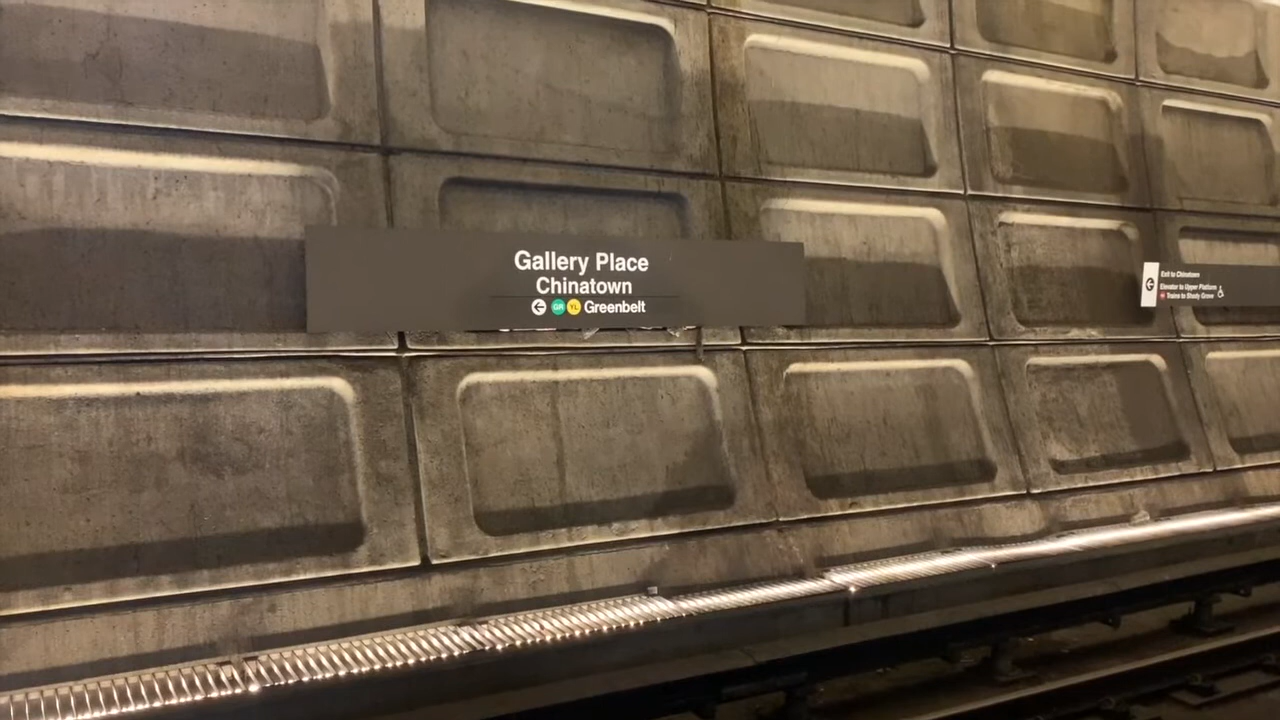 Gallery Place
Chinatown
GR YL Greenbelt
Exit to Chinatown
Elevator to Upper Platform
Trains to Shady Grove